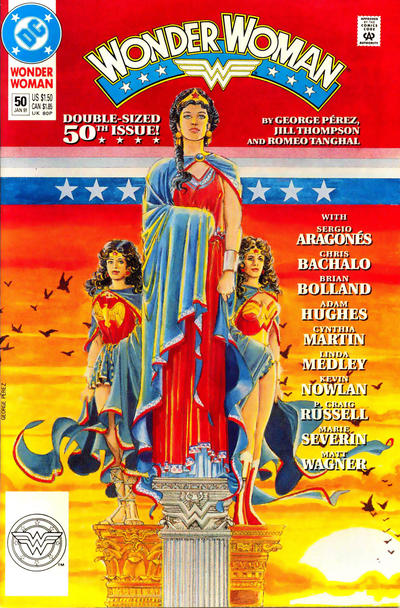 DC
WONDER
WOMAN
50
JAN 91
US $1.50
CAN $1.85
UK 80P
WONDER WOMAN
APPROVED
BY THE
COMICS
CODE
CA
AUTHORITY
DOUBLE-SIZED
50TH ISSUE!
BY GEORGE PÉREZ,
JILL THOMPSON
AND ROMEO TANGHAL
WITH
SERGIO
ARAGONÉS
CHRIS
BACHALO
BRIAN
BOLLAND
ADAM
HUGHES
CYNTHIA
MARTIN
LINDA
MEDLEY
KEVIN
NOWLAN
P. CRAIG
RUSSELL
MARIE
SEVERIN
MATT
WAGNER
GEORGE PÉREZ
TM